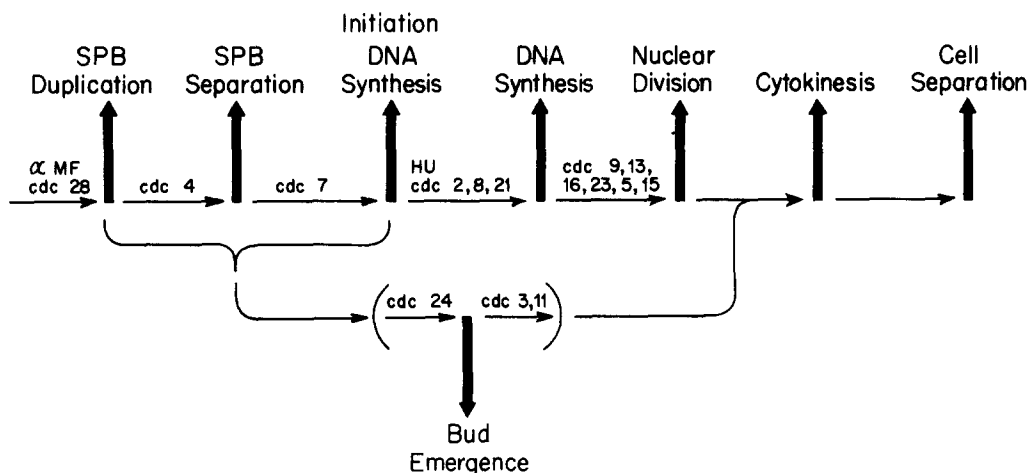 SPB
Duplication
SPB
Separation
Initiation
DNA
Synthesis
DNA
Synthesis
Nuclear
Division
Cytokinesis
Cell
Separation
α MF
cdc 28
cdc 4
cdc 7
HU
cdc 2,8,21
cdc 9,13,
16,23,5,15
cdc 24
cdc 3,11
Bud
Emergence